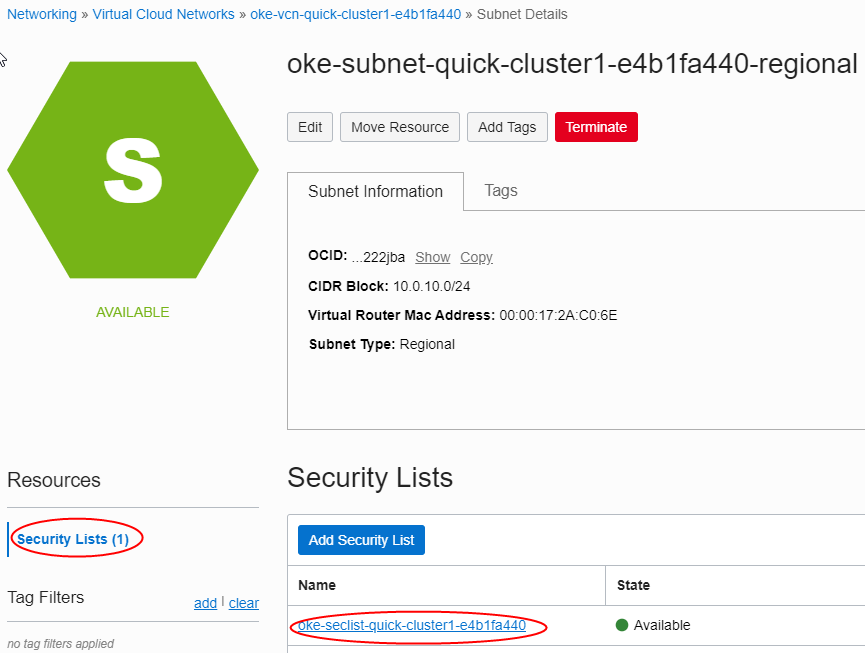 Networking » Virtual Cloud Networks » oke-vcn-quick-cluster1-e4b1fa440 » Subnet Details
S
AVAILABLE
oke-subnet-quick-cluster1-e4b1fa440-regional
Edit Move Resource Add Tags Terminate
Subnet Information Tags
OCID: ...222jba Show Copy
CIDR Block: 10.0.10.0/24
Virtual Router Mac Address: 00:00:17:2A:C0:6E
Subnet Type: Regional
Resources
Security Lists (1)
Tag Filters add | clear
no tag filters applied
Security Lists
Add Security List
Name State
oke-seclist-quick-cluster1-e4b1fa440 Available